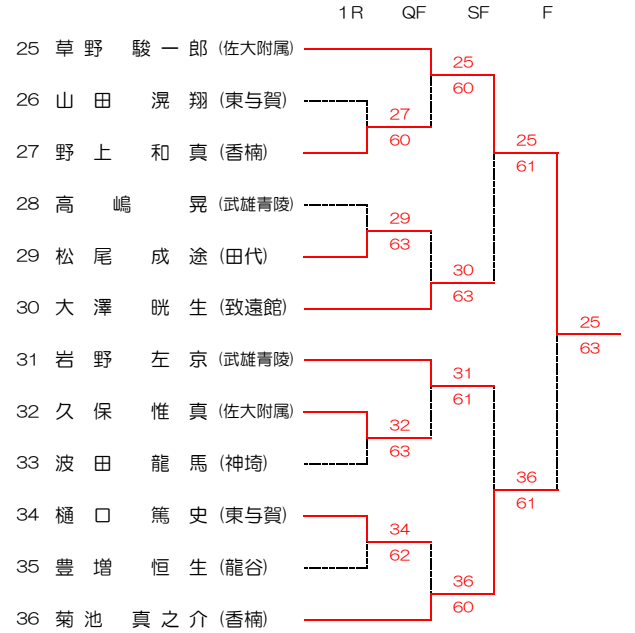 1R QF SF F
25 草野 駿一郎 (佐大附属)
25
60
26 山田 滉翔 (東与賀)
27
60
25
61
27 野上 和真 (香楠)
28 高嶋 晃 (武雄青陵)
29
63
29 松尾 成途 (田代)
30
63
30 大澤 晄生 (致遠館)
25
63
31 岩野 左京 (武雄青陵)
31
61
32 久保 惟真 (佐大附属)
32
63
33 波田 龍馬 (神埼)
36
61
34 樋口 篤史 (東与賀)
34
62
35 豊増 恒生 (龍谷)
36
60
36 菊池 真之介 (香楠)